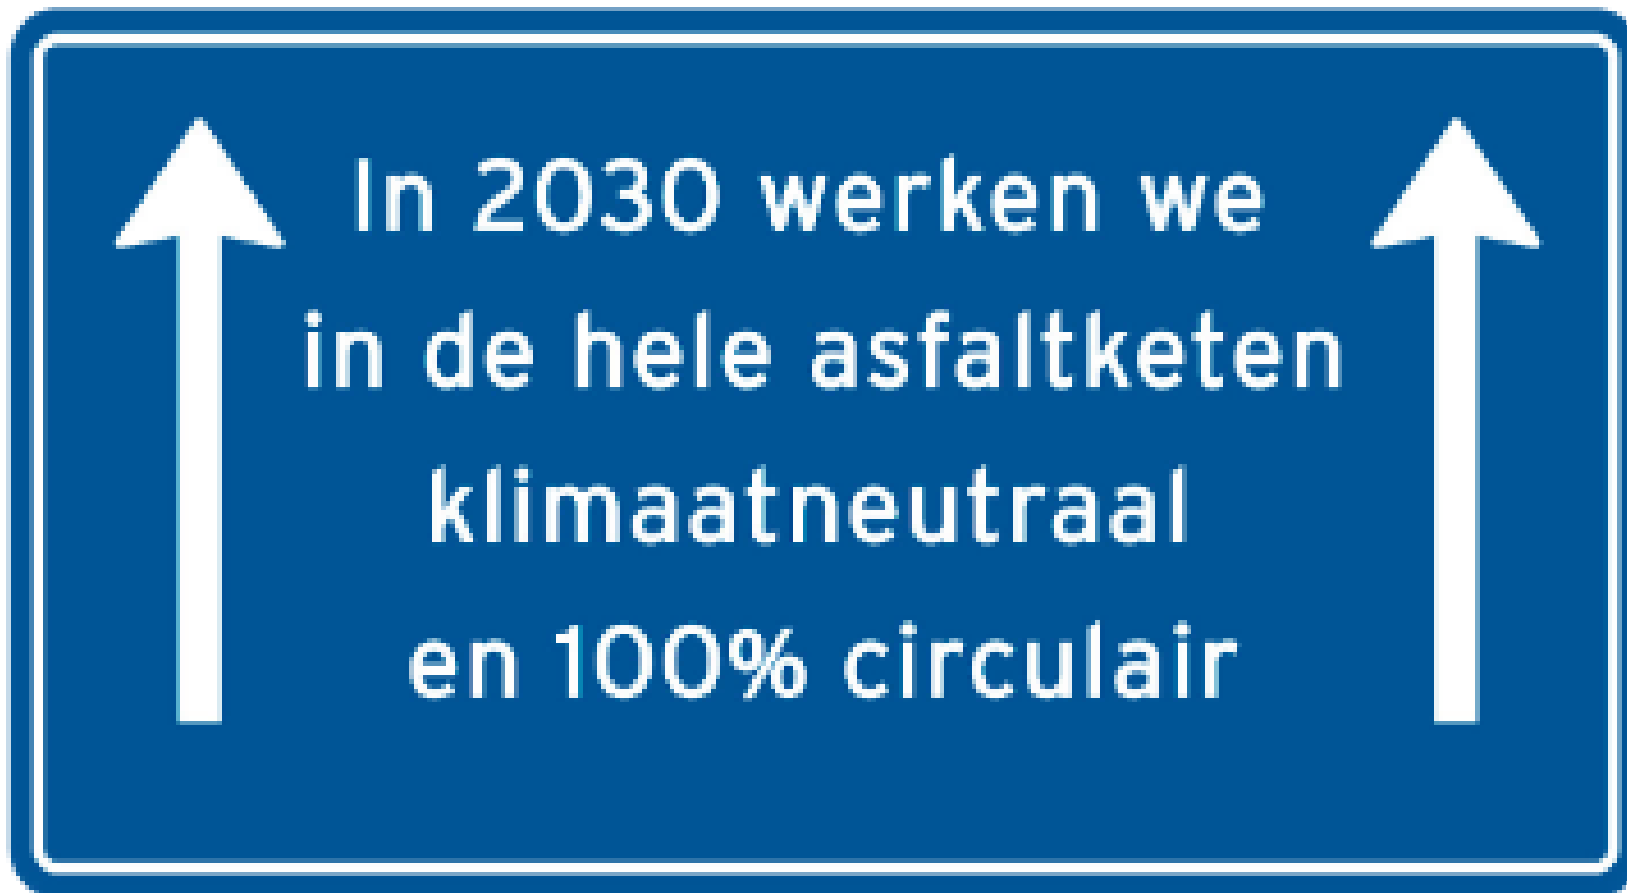 In 2030 werken we
in de hele asfaltketen
klimaatneutraal
en 100% circulair